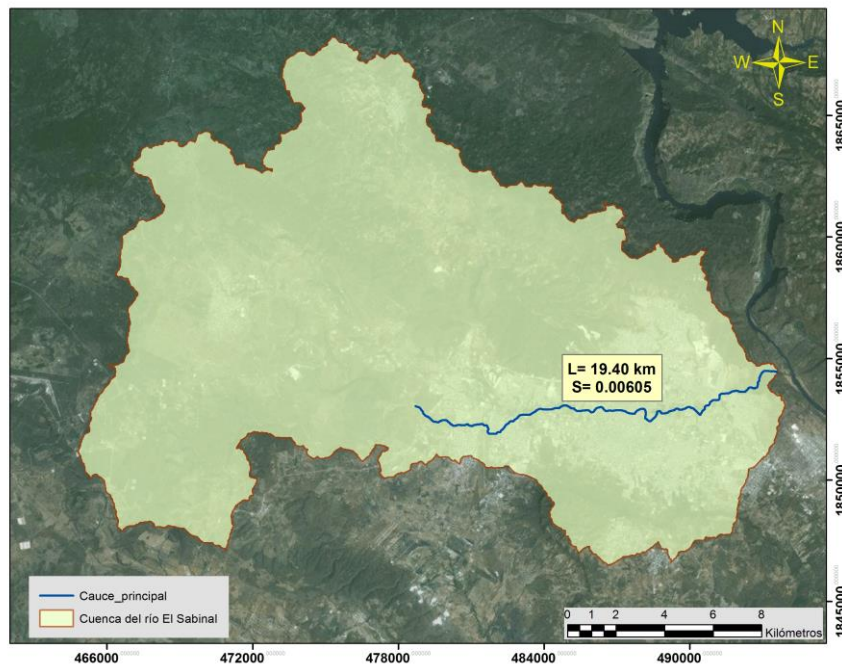 N
W E
S
1865000
1860000
1855000
1850000
1845000
L= 19.40 km
S= 0.00605
Cauce_principal
Cuenca del río El Sabinal
0 1 2 4 6 8
Kilómetros
466000 472000 478000 484000 490000